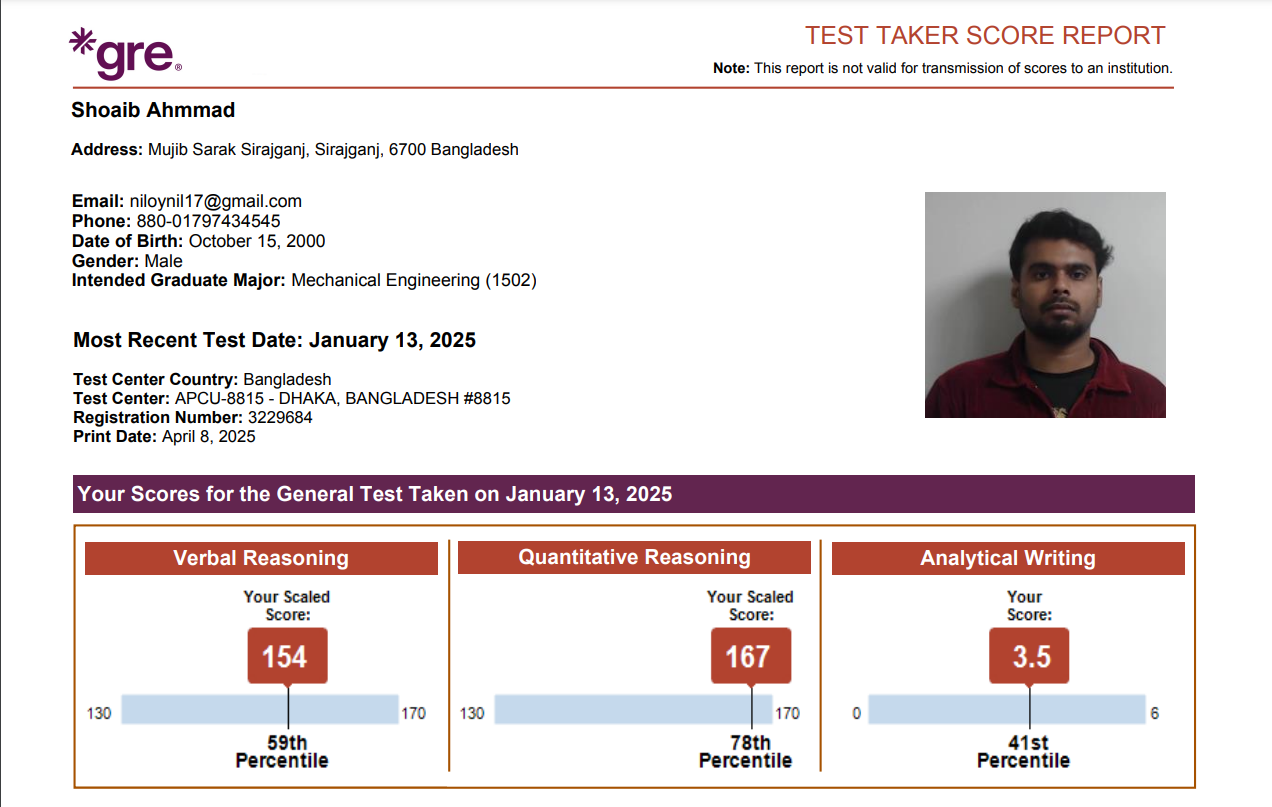 *gre®
TEST TAKER SCORE REPORT
Note: This report is not valid for transmission of scores to an institution.
Shoaib Ahmmad
Address: Mujib Sarak Sirajganj, Sirajganj, 6700 Bangladesh
Email: niloynil17@gmail.com
Phone: 880-01797434545
Date of Birth: October 15, 2000
Gender: Male
Intended Graduate Major: Mechanical Engineering (1502)
Most Recent Test Date: January 13, 2025
Test Center Country: Bangladesh
Test Center: APCU-8815 - DHAKA, BANGLADESH #8815
Registration Number: 3229684
Print Date: April 8, 2025
Your Scores for the General Test Taken on January 13, 2025
Verbal Reasoning
Your Scaled
Score:
154
130
170
59th
Percentile
Quantitative Reasoning
Your Scaled
Score:
167
130
170
78th
Percentile
Analytical Writing
Your
Score:
3.5
0
6
41st
Percentile